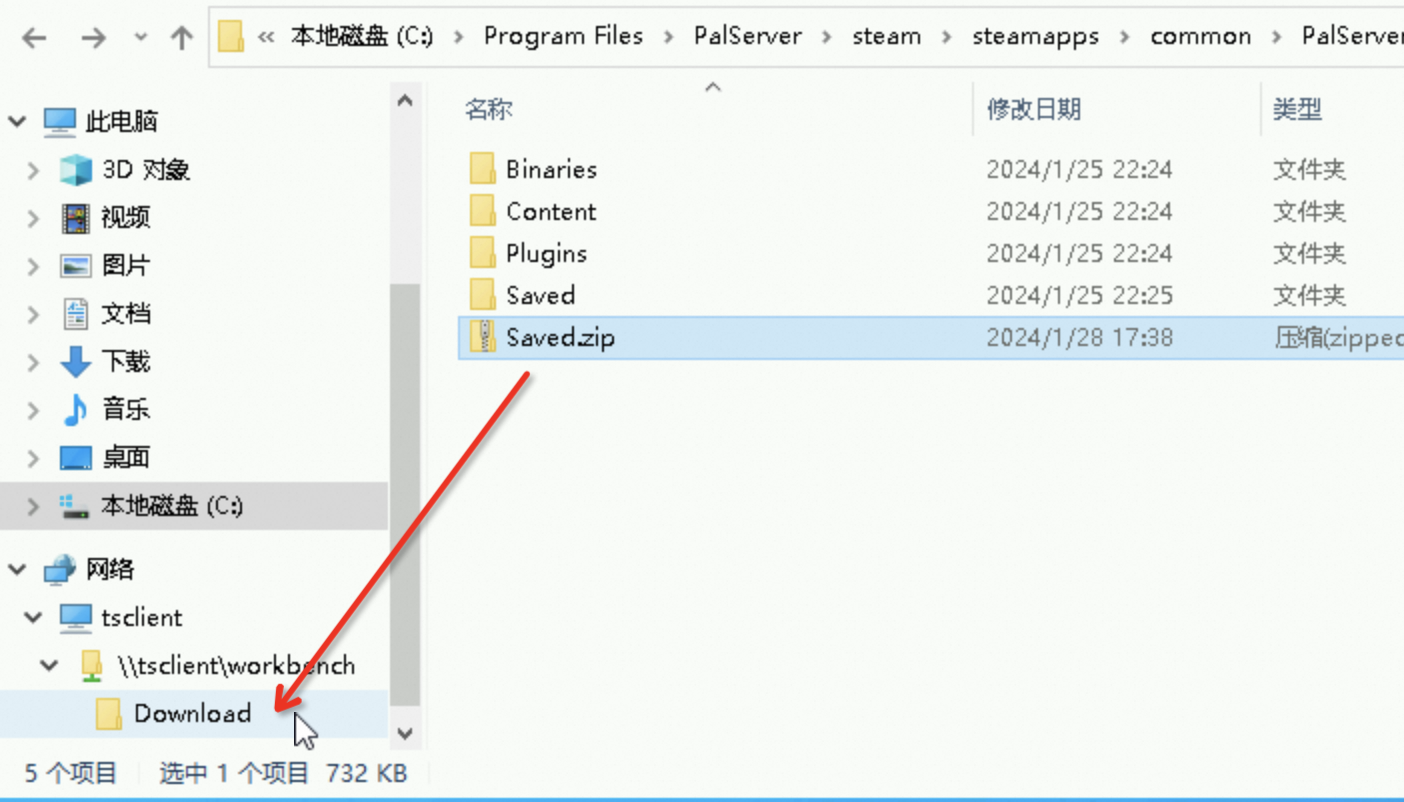 « 本地磁盘 (C:) > Program Files > PalServer > steam > steamapps > common > PalServer
名称 修改日期 类型
此电脑
3D 对象
视频
图片
文档
下载
音乐
桌面
本地磁盘 (C:)
网络
tsclient
\\tsclient\workbench
Download
Binaries 2024/1/25 22:24 文件夹
Content 2024/1/25 22:24 文件夹
Plugins 2024/1/25 22:24 文件夹
Saved 2024/1/25 22:25 文件夹
Saved.zip 2024/1/28 17:38 压缩(zipped
5 个项目 选中 1 个项目 732 KB